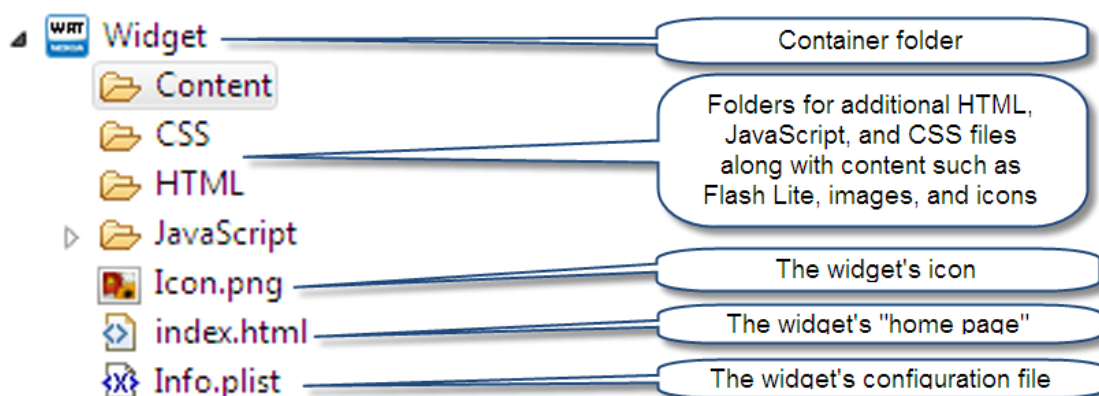 WRT
NOKIA
Widget
Container folder
Content
CSS
HTML
JavaScript
Folders for additional HTML,
JavaScript, and CSS files
along with content such as
Flash Lite, images, and icons
Icon.png
The widget's icon
index.html
The widget's "home page"
Info.plist
The widget's configuration file